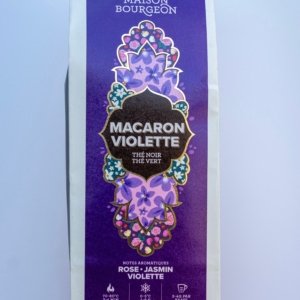 MAISON
BOURGEON
MACARON
VIOLETTE
THÉ NOIR
THÉ VERT
NOTES AROMATIQUES
ROSE • JASMIN
VIOLETTE